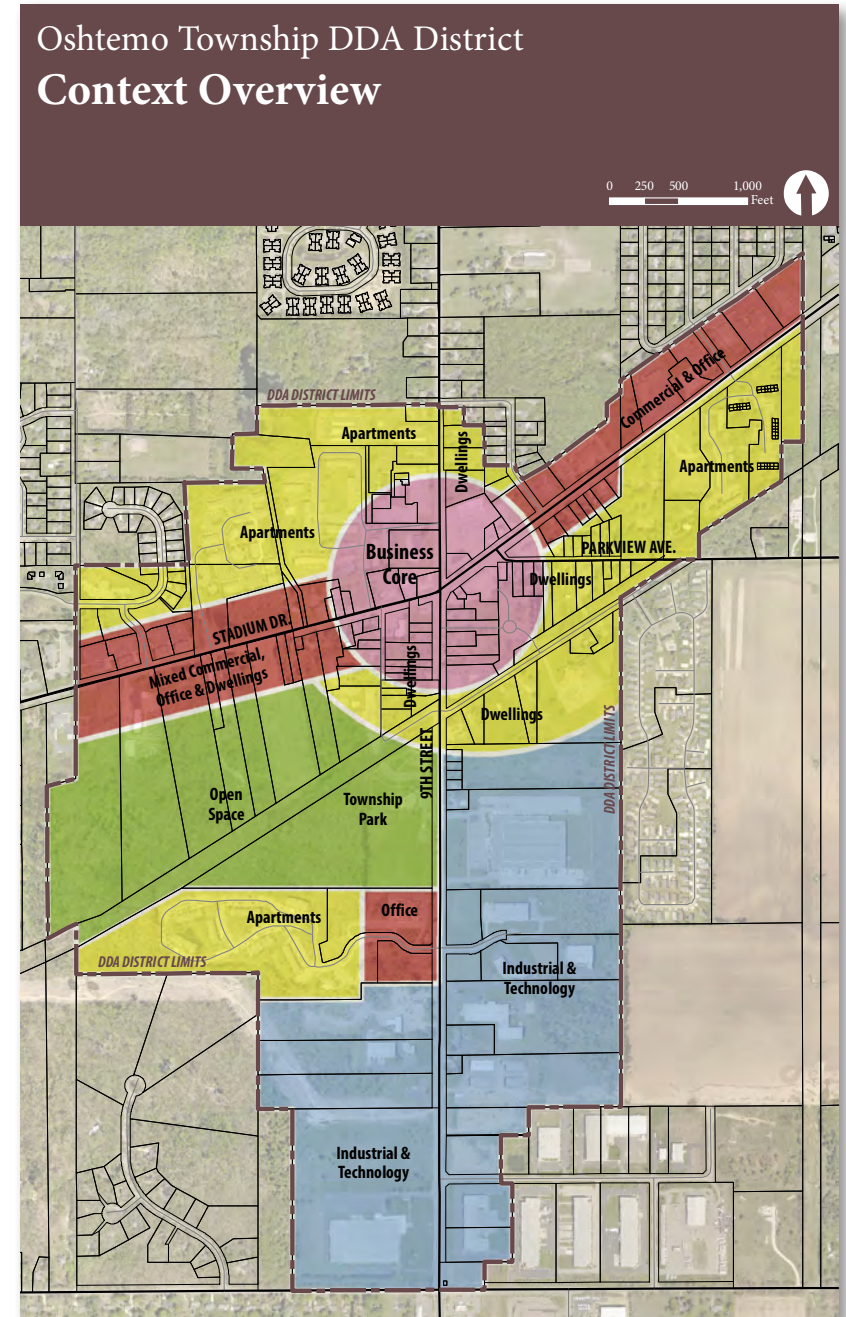 Oshtemo Township DDA District
Context Overview
0 250 500 1,000
Feet
DDA DISTRICT LIMITS
Commercial & Office
Apartments
Dwellings
Apartments
Apartments
Business
Core
PARKVIEW AVE.
Dwellings
STADIUM DR.
Mixed Commercial,
Office & Dwellings
Dwellings
Dwellings
DDA DISTRICT LIMITS
9TH STREET
Open
Space
Township
Park
Apartments
Office
DDA DISTRICT LIMITS
Industrial &
Technology
Industrial &
Technology